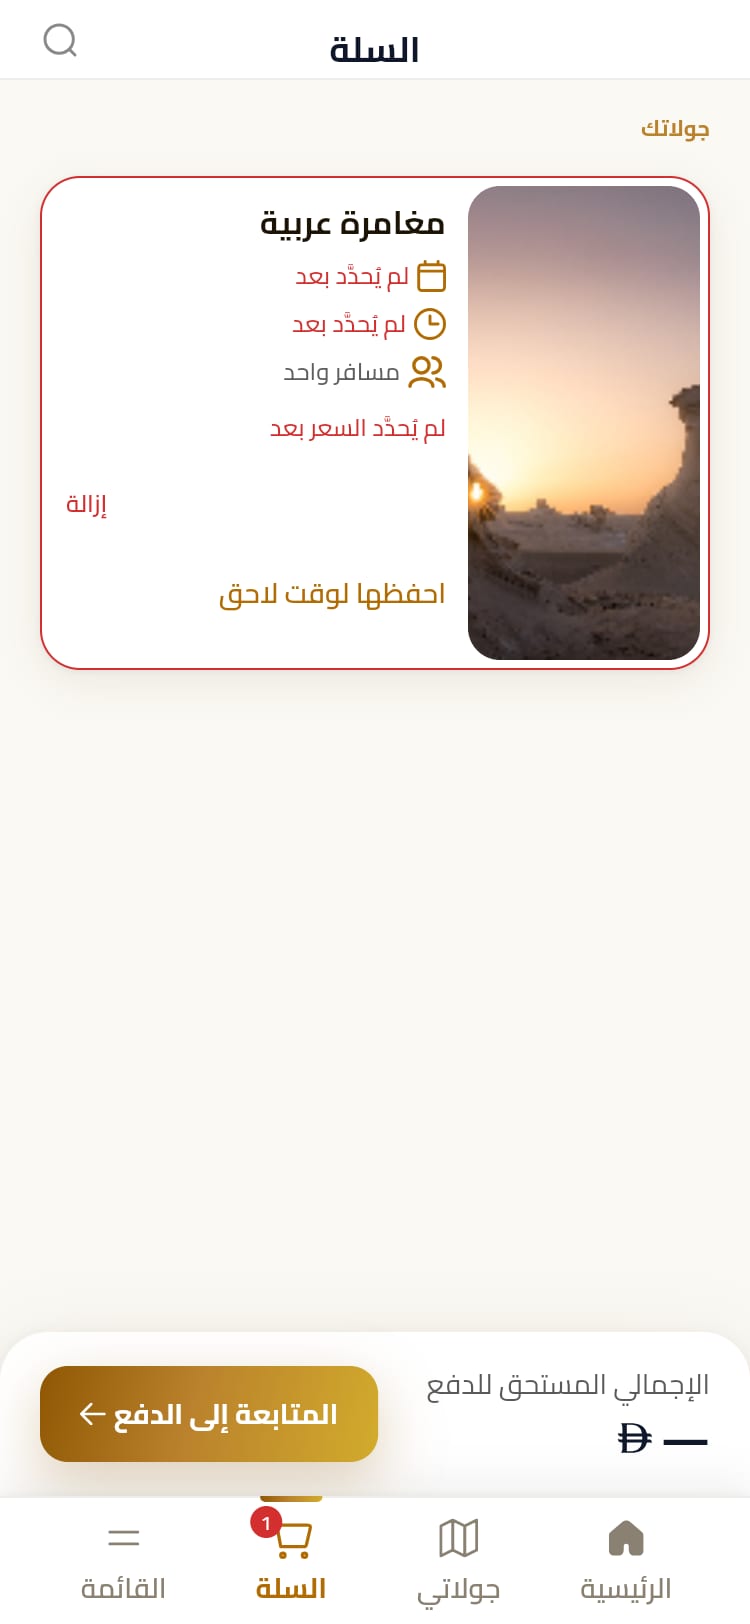 السلة
جولاتك
مغامرة عربية
لم يُحدَّد بعد
لم يُحدَّد بعد
مسافر واحد
لم يُحدَّد السعر بعد
إزالة
احفظها لوقت لاحق
الإجمالي المستحق للدفع
—
المتابعة إلى الدفع ←
الرئيسية
جولاتي
1
السلة
القائمة